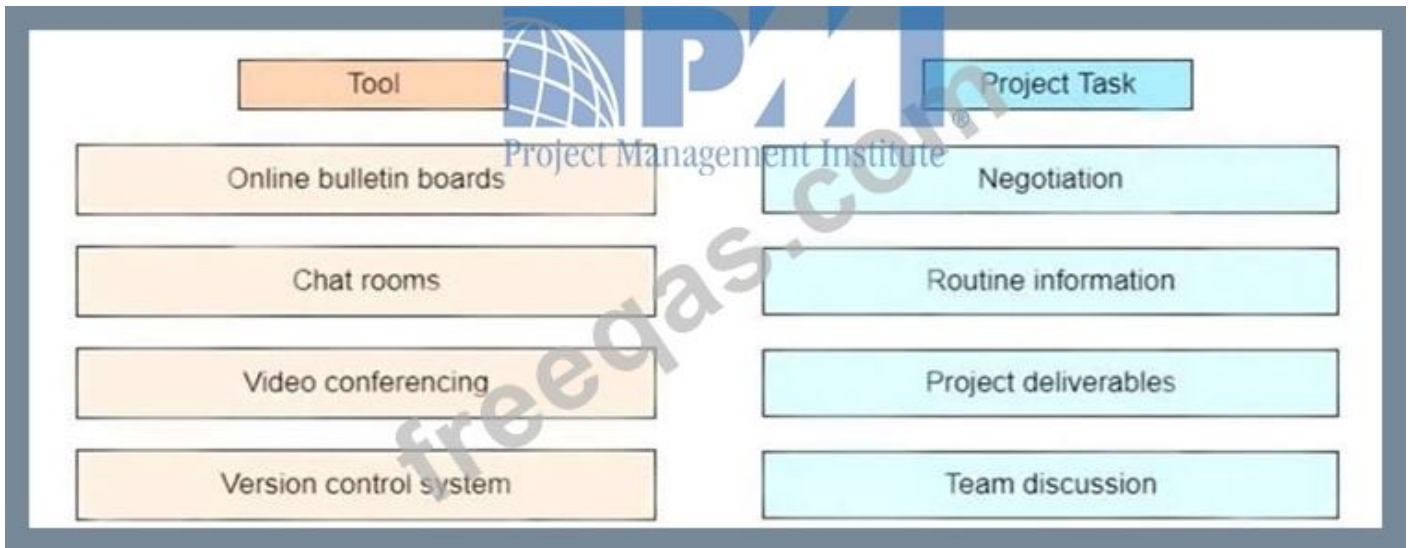 Tool
Project Task
Project Management Institute
PM
®
Online bulletin boards
Negotiation
Chat rooms
Routine information
Video conferencing
Project deliverables
Version control system
Team discussion
freeqas.com